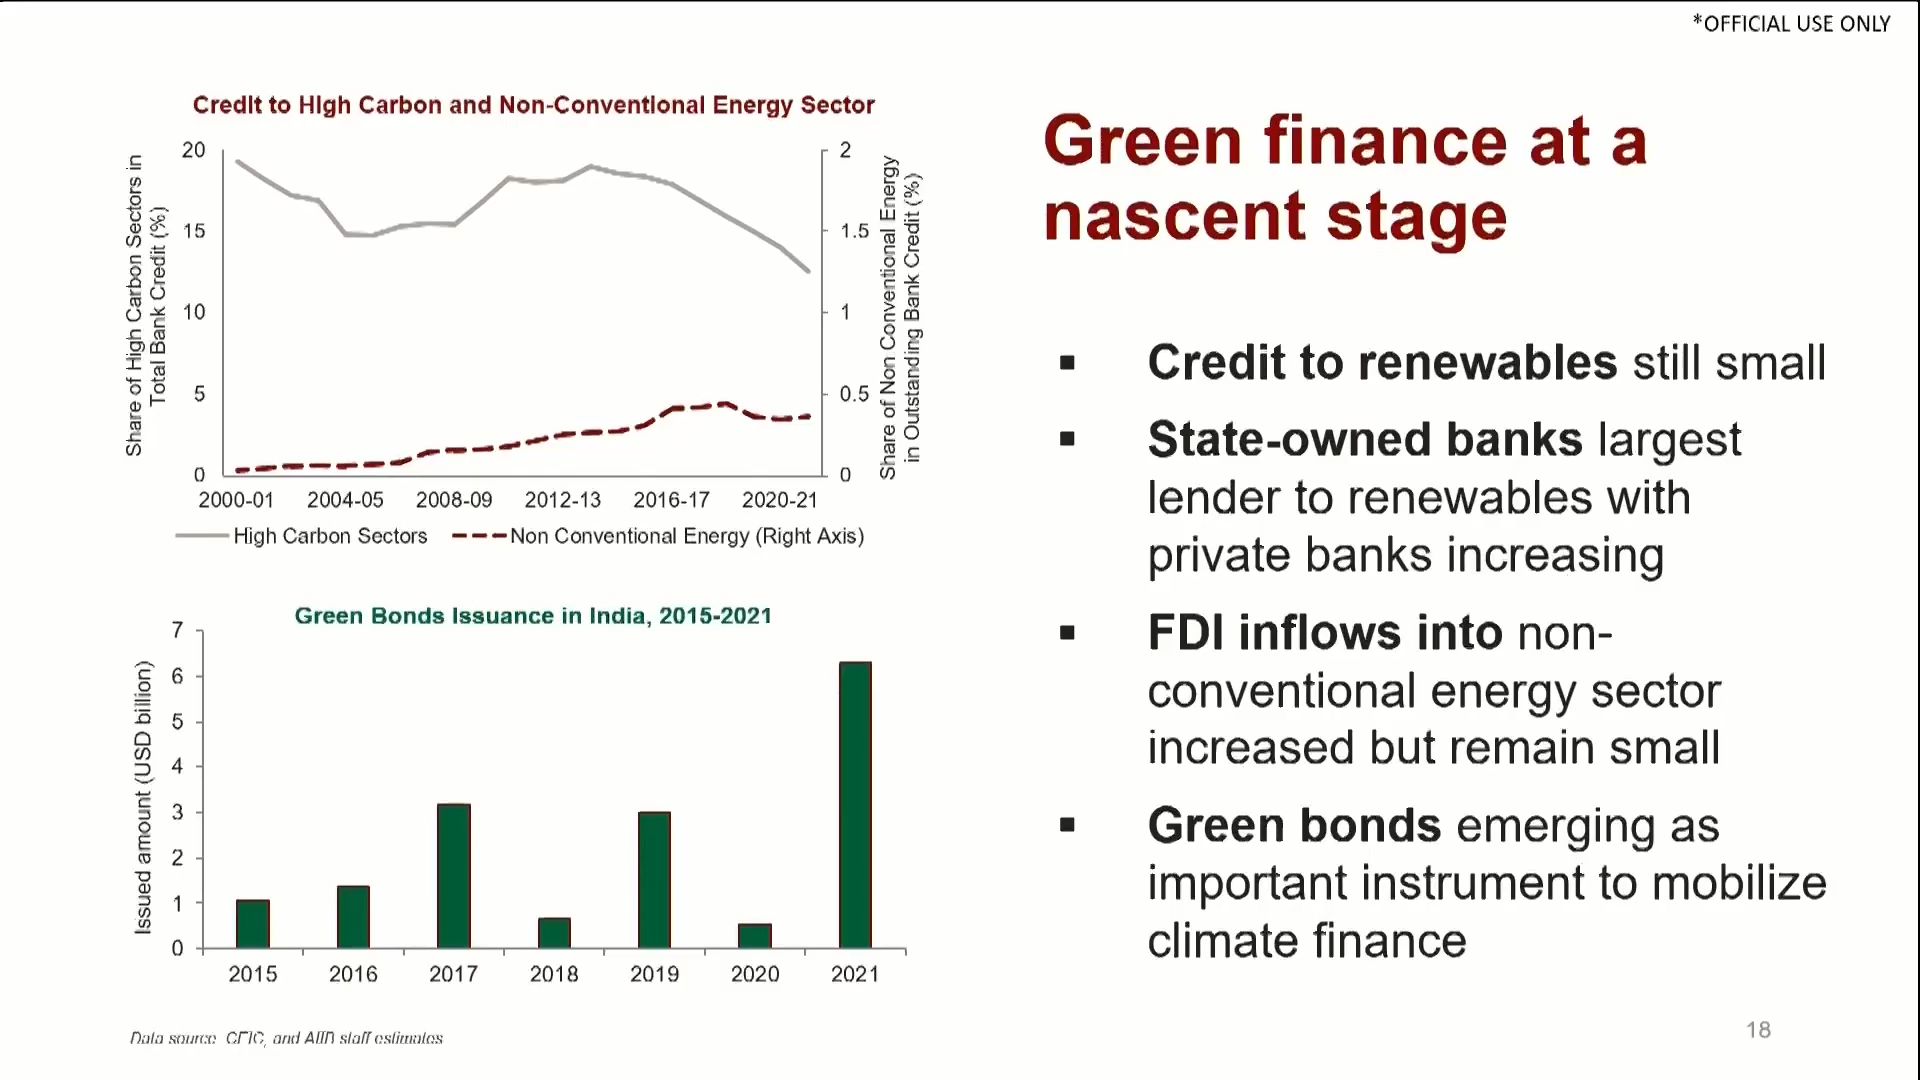 *OFFICIAL USE ONLY
Credit to High Carbon and Non-Conventional Energy Sector
Share of High Carbon Sectors in
Total Bank Credit (%)
20
15
10
5
0
2
1.5
1
0.5
0
Share of Non Conventional Energy
in Outstanding Bank Credit (%)
2000-01 2004-05 2008-09 2012-13 2016-17 2020-21
High Carbon Sectors Non Conventional Energy (Right Axis)
Green Bonds Issuance in India, 2015-2021
Issued amount (USD billion)
7
6
5
4
3
2
1
0
2015 2016 2017 2018 2019 2020 2021
Data source CEIC, and AIIB staff estimates
Green finance at a
nascent stage
▪ Credit to renewables still small
▪ State-owned banks largest
lender to renewables with
private banks increasing
▪ FDI inflows into non-
conventional energy sector
increased but remain small
▪ Green bonds emerging as
important instrument to mobilize
climate finance
18